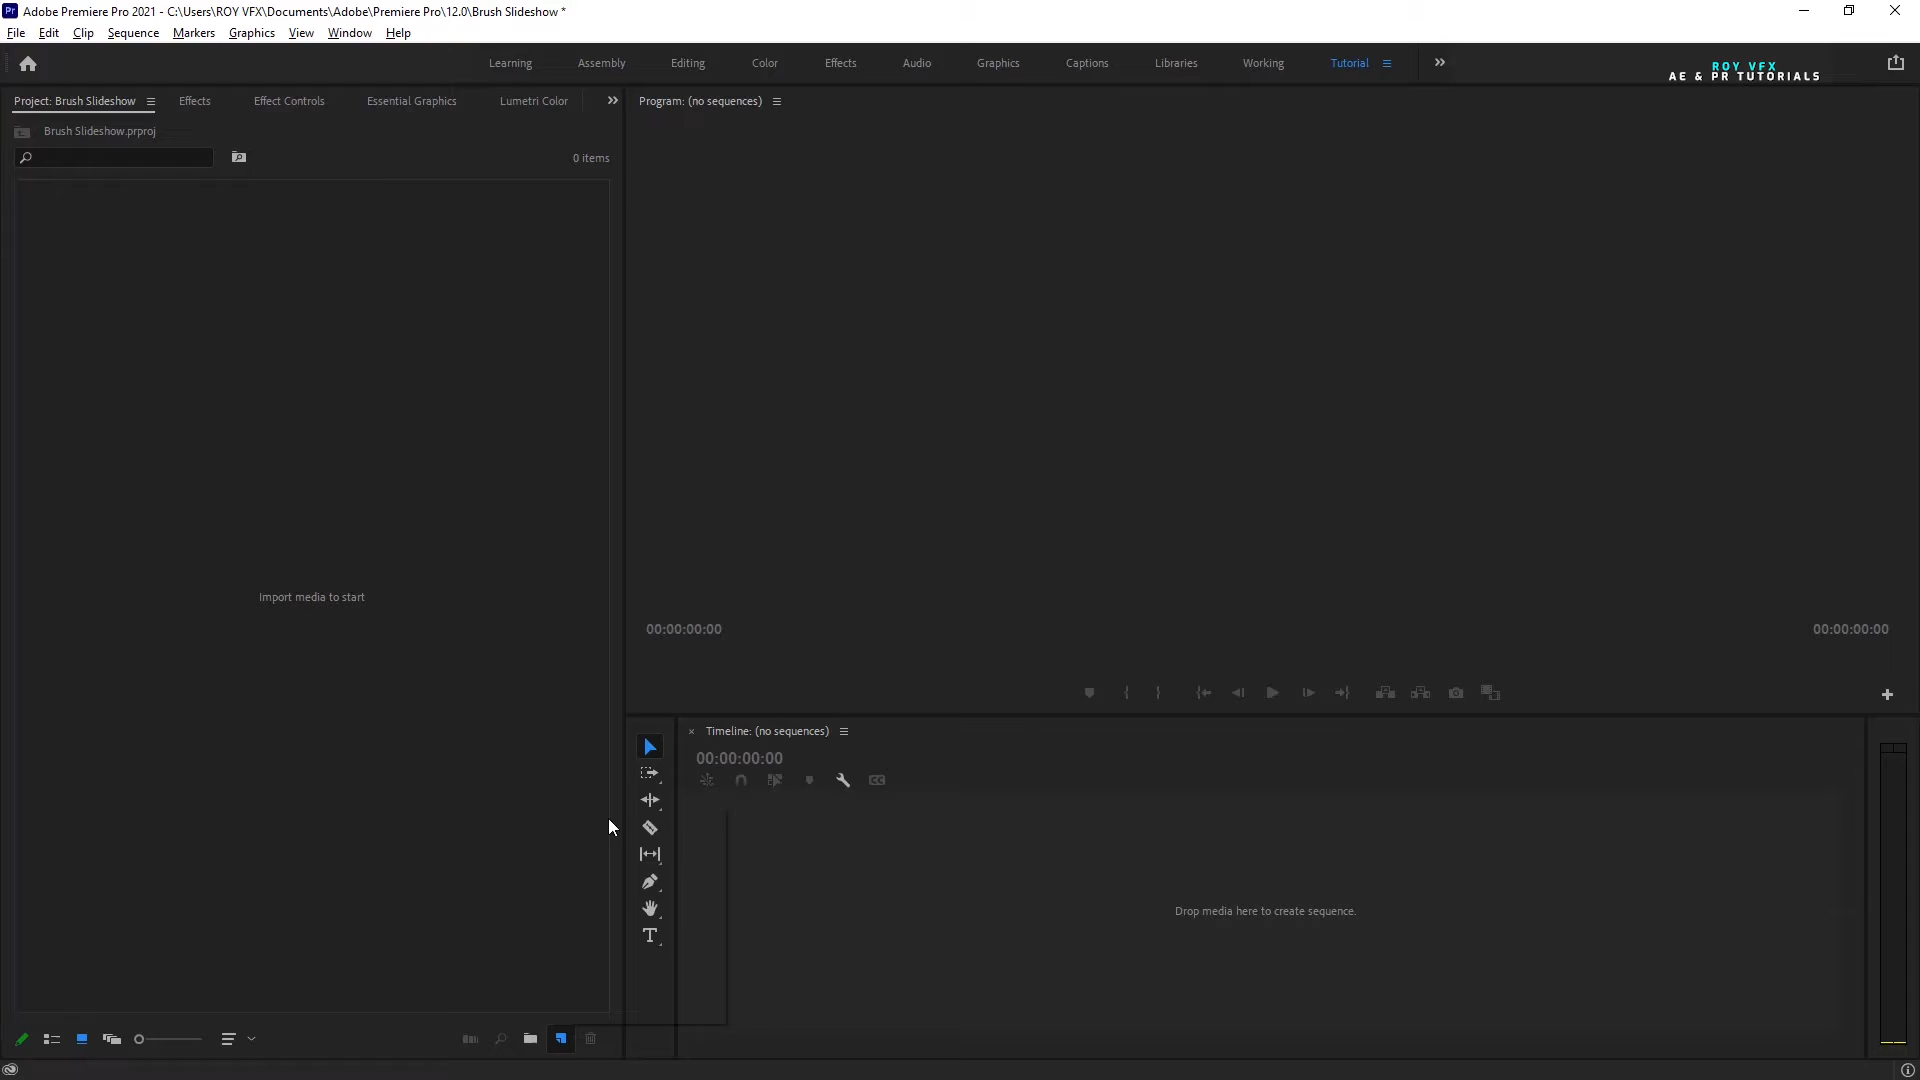 Adobe Premiere Pro 2021 - C:\Users\ROY VFX\Documents\Adobe\Premiere Pro\12.0\Brush Slideshow *
File Edit Clip Sequence Markers Graphics View Window Help
Learning Assembly Editing Color Effects Audio Graphics Captions Libraries Working Tutorial
ROY VFX
AE & PR TUTORIALS
Project: Brush Slideshow Effects Effect Controls Essential Graphics Lumetri Color
Program: (no sequences)
Brush Slideshow.prproj
0 items
Import media to start
00:00:00:00
00:00:00:00
Timeline: (no sequences)
00:00:00:00
Drop media here to create sequence.